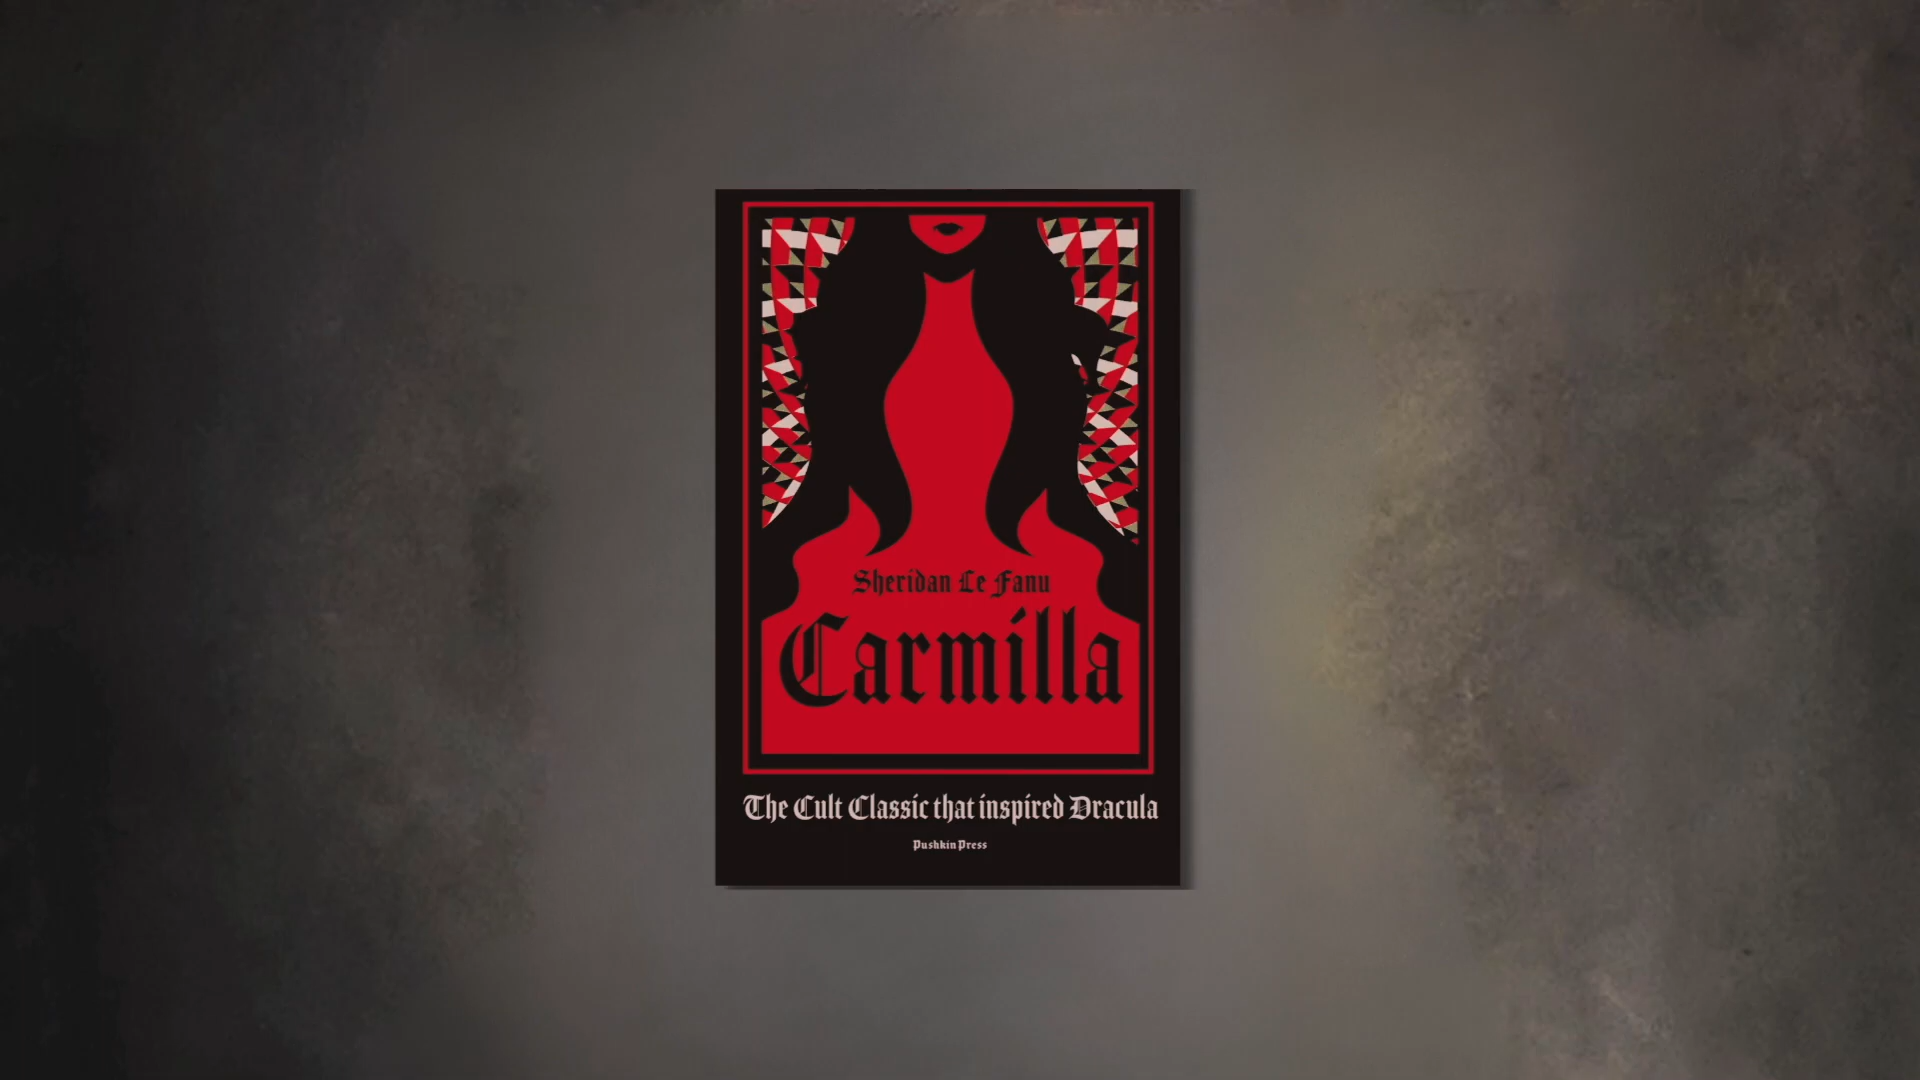 Sheridan Le Fanu
Carmilla
The Cult Classic that inspired Dracula
Pushkin Press